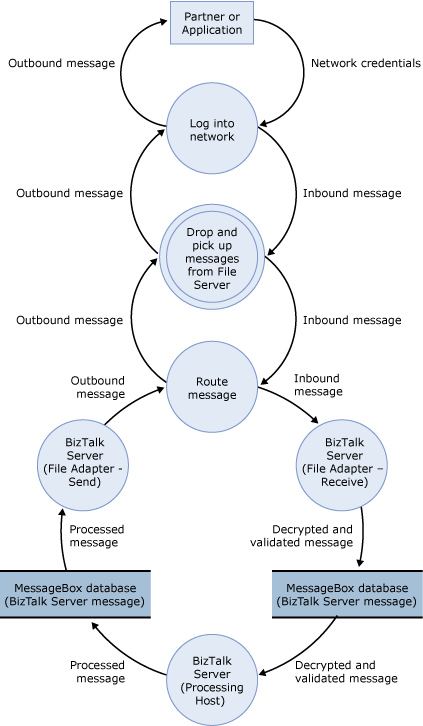 Partner or
Application
Outbound message
Network credentials
Log into
network
Outbound message
Inbound message
Drop and
pick up
messages
from File
Server
Outbound message
Inbound message
Route
message
Outbound
message
Inbound
message
BizTalk
Server
(File Adapter -
Send)
BizTalk
Server
(File Adapter –
Receive)
Processed
message
Decrypted and
validated message
MessageBox database
(BizTalk Server message)
MessageBox database
(BizTalk Server message)
Processed
message
BizTalk
Server
(Processing
Host)
Decrypted and
validated message